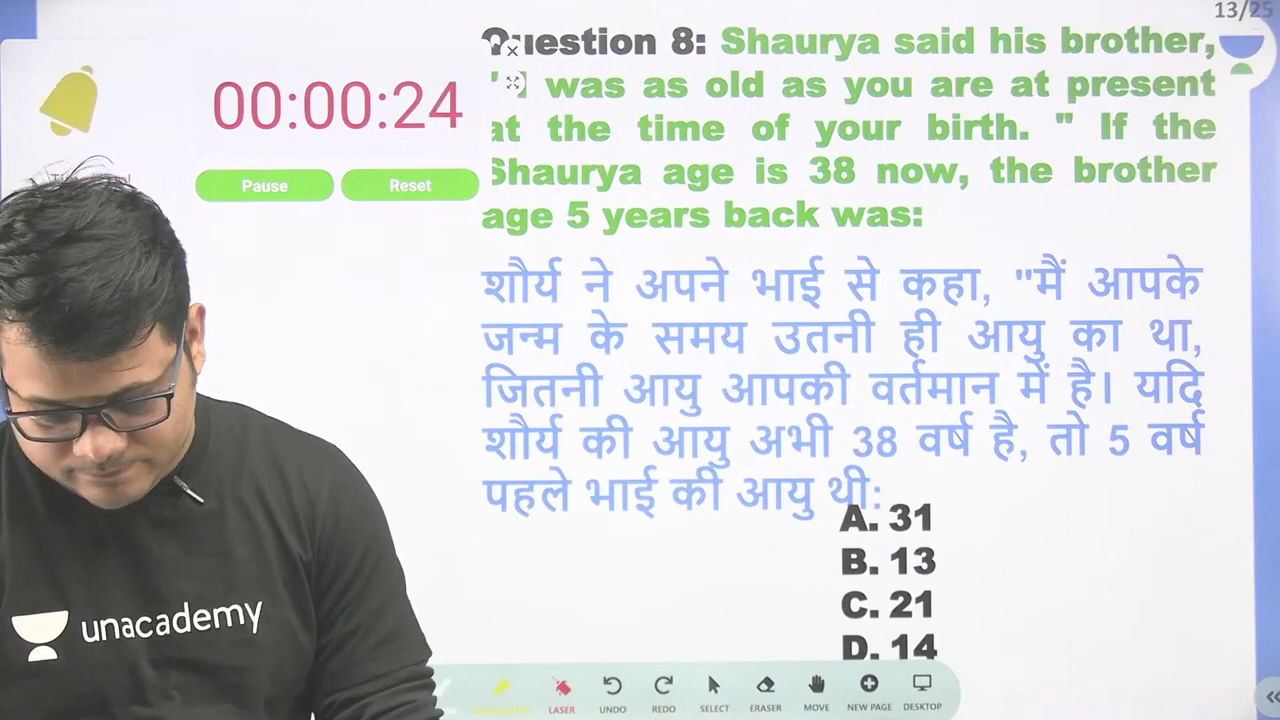 13/25
Question 8: Shaurya said his brother,
was as old as you are at present
at the time of your birth. " If the
Shaurya age is 38 now, the brother
age 5 years back was:
00:00:24
Pause
Reset
शौर्य ने अपने भाई से कहा, "मैं आपके
जन्म के समय उतनी ही आयु का था,
जितनी आयु आपकी वर्तमान में है। यदि
शौर्य की आयु अभी 38 वर्ष है, तो 5 वर्ष
पहले भाई की आयु थी:
A. 31
B. 13
C. 21
D. 14
unacademy
LASER
UNDO
REDO
SELECT
ERASER
MOVE
NEW PAGE
DESKTOP